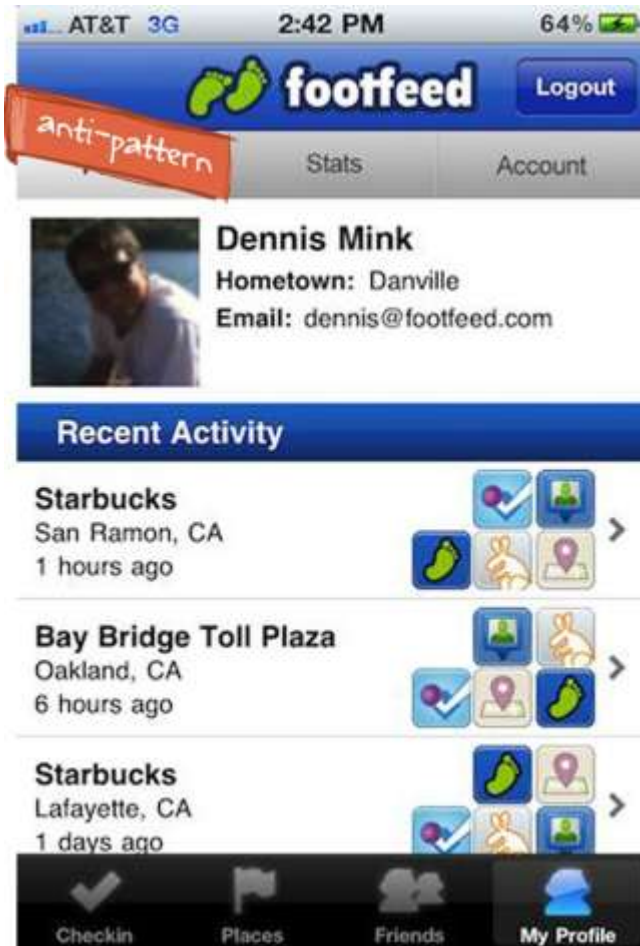 AT&T 3G 2:42 PM 64%
footfeed Logout
anti-pattern
Stats Account
Dennis Mink
Hometown: Danville
Email: dennis@footfeed.com
Recent Activity
Starbucks
San Ramon, CA
1 hours ago
Bay Bridge Toll Plaza
Oakland, CA
6 hours ago
Starbucks
Lafayette, CA
1 days ago
Checkin Places Friends My Profile